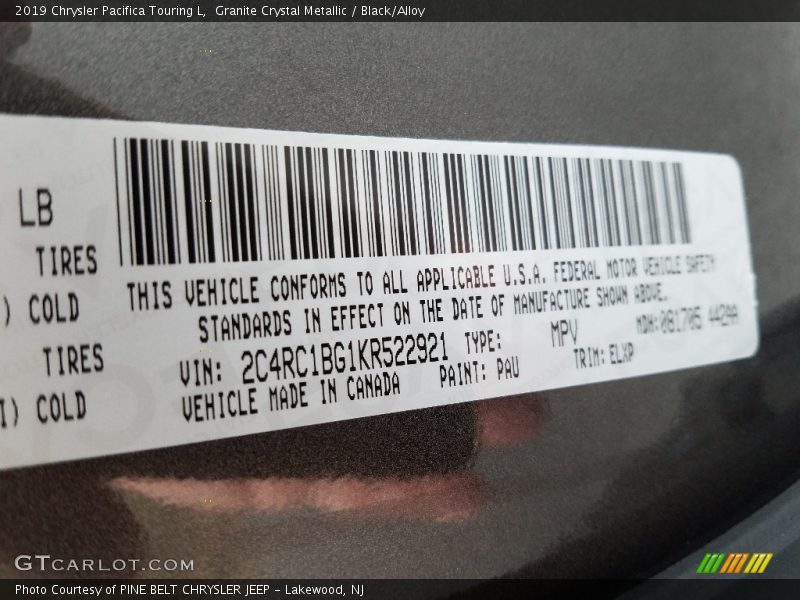 2019 Chrysler Pacifica Touring L, Granite Crystal Metallic / Black/Alloy
LB
TIRES
) COLD
TIRES
I) COLD
THIS VEHICLE CONFORMS TO ALL APPLICABLE U.S.A. FEDERAL MOTOR VEHICLE SAFETY
STANDARDS IN EFFECT ON THE DATE OF MANUFACTURE SHOWN ABOVE.
VIN: 2C4RC1BG1KR522921 TYPE: MPV MDH:081705 442AA
VEHICLE MADE IN CANADA PAINT: PAU TRIM: ELXP
GTCARLOT.COM
Photo Courtesy of PINE BELT CHRYSLER JEEP - Lakewood, NJ